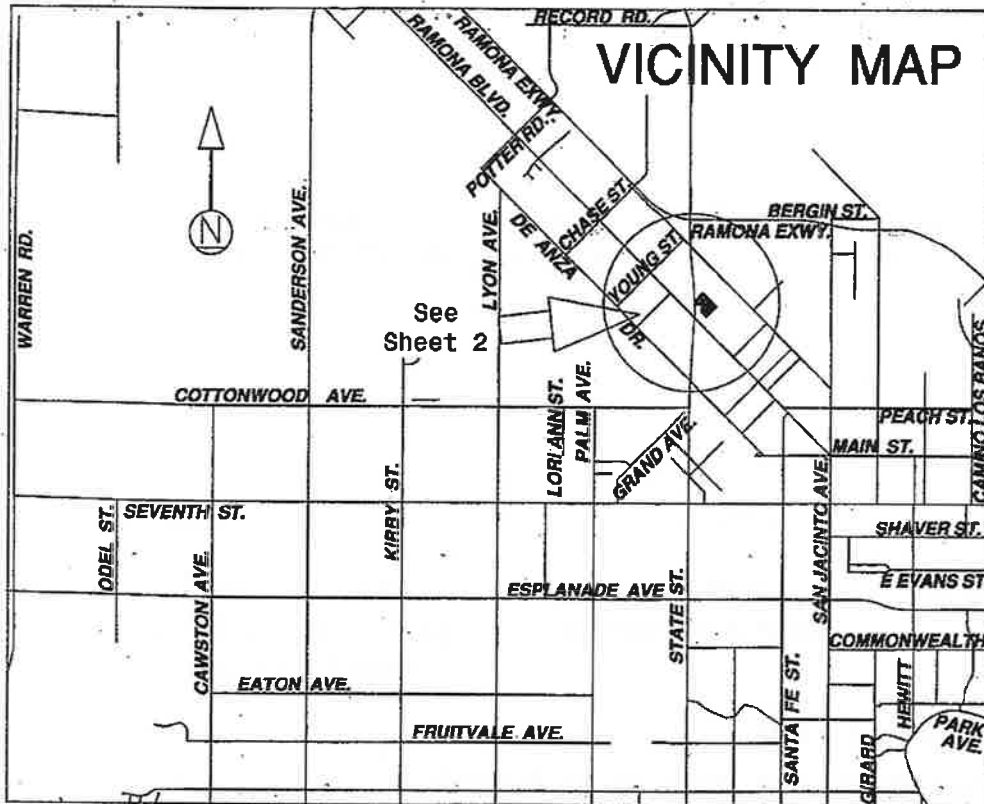 RECORD RD.
VICINITY MAP
RAMONA EXWY.
RAMONA BLVD.
POTTER RD.
CHASE ST.
BERGIN ST.
RAMONA EXWY.
YOUNG ST.
DE ANZA
DR.
LYON AVE.
SANDERSON AVE.
WARREN RD.
N
See
Sheet 2
COTTONWOOD AVE.
LORI ANN ST.
PALM AVE.
GRAND AVE.
PEACH ST.
MAIN ST.
CAMINO LOS BANOS
SEVENTH ST.
ODEL ST.
KIRBY ST.
SAN JACINTO AVE.
SHAVER ST.
E EVANS ST
ESPLANADE AVE
STATE ST.
CAWSTON AVE.
COMMONWEALTH
EATON AVE.
SANTA FE ST.
HEWITT
PARK
AVE.
FRUITVALE AVE.
GIRARD